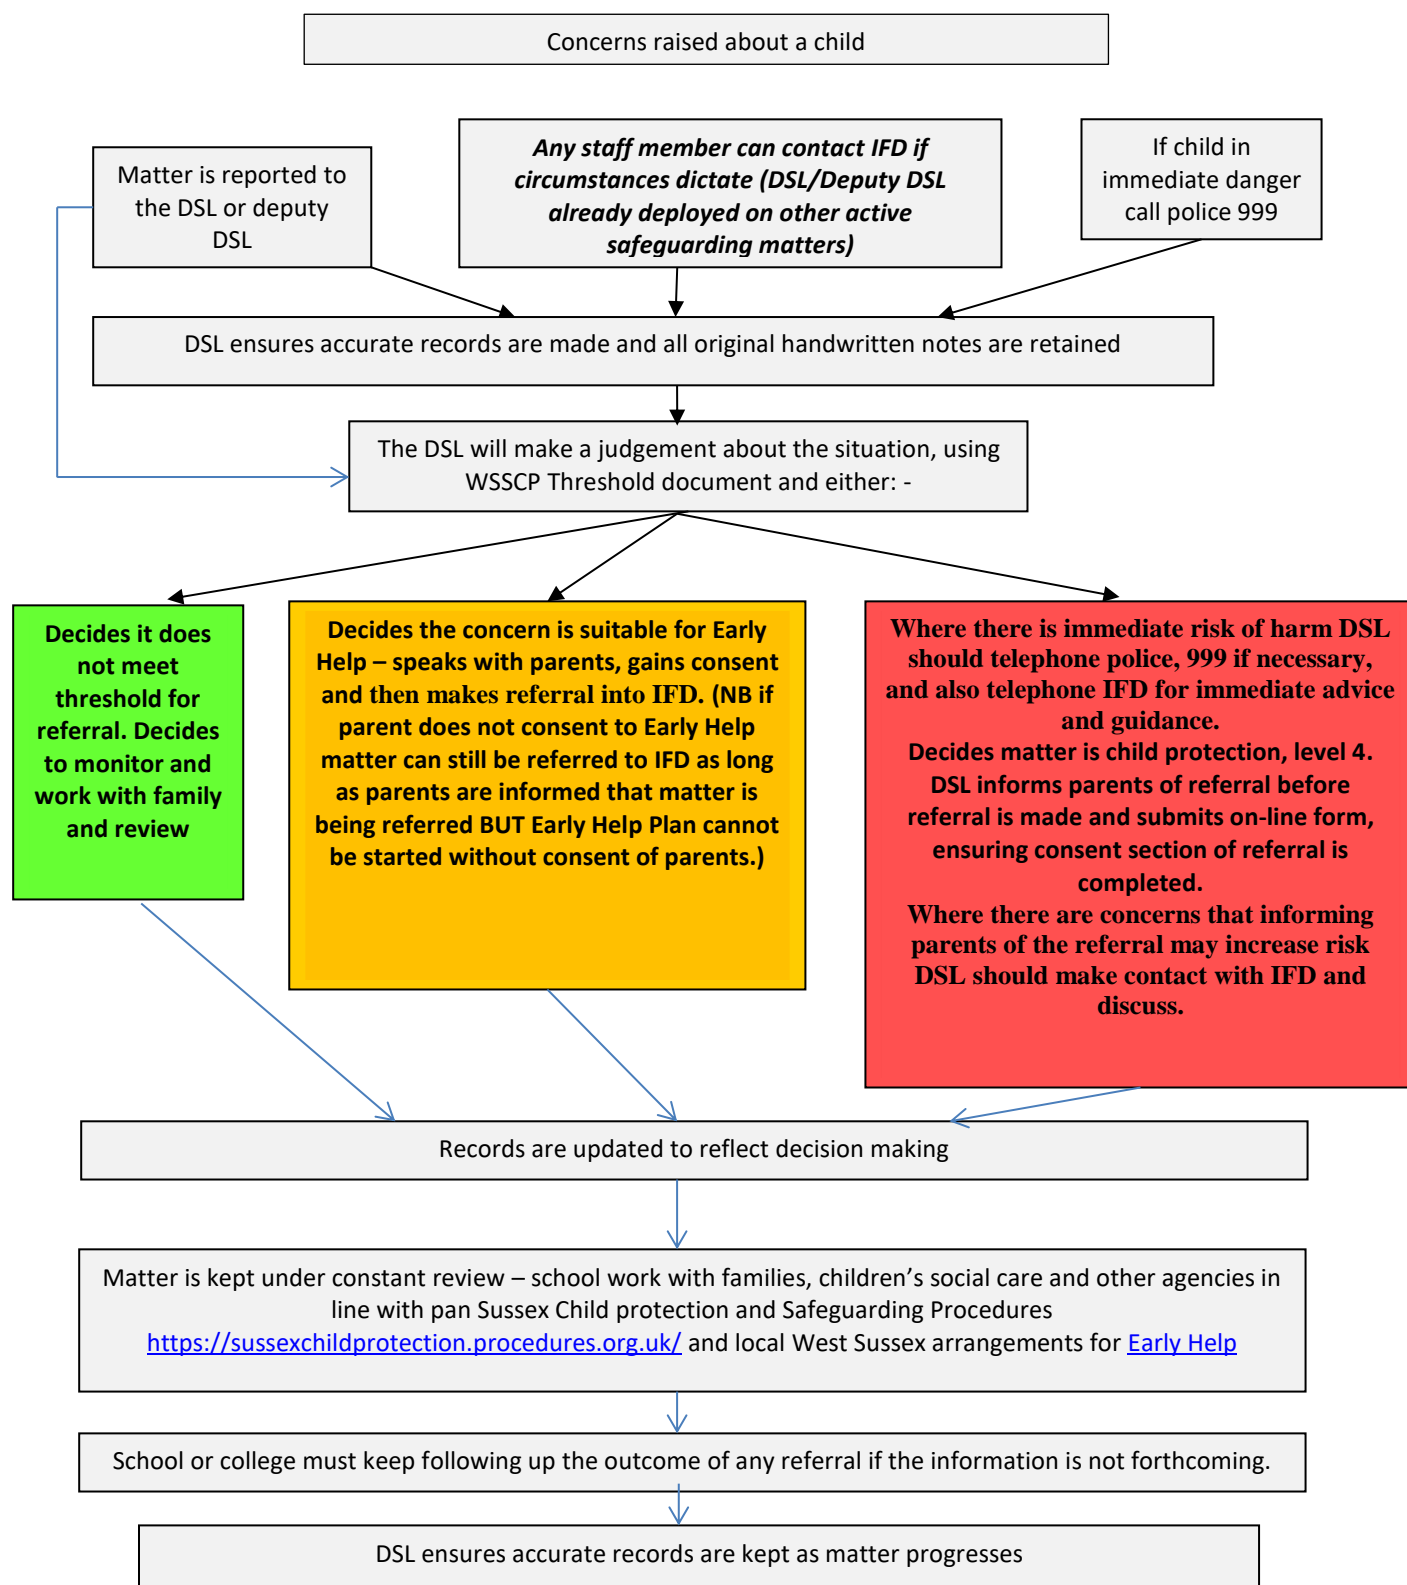 Concerns raised about a child
Matter is reported to
the DSL or deputy
DSL
Any staff member can contact IFD if
circumstances dictate (DSL/Deputy DSL
already deployed on other active
safeguarding matters)
If child in
immediate danger
call police 999
DSL ensures accurate records are made and all original handwritten notes are retained
The DSL will make a judgement about the situation, using
WSSCP Threshold document and either: -
Decides it does
not meet
threshold for
referral. Decides
to monitor and
work with family
and review
Decides the concern is suitable for Early
Help – speaks with parents, gains consent
and then makes referral into IFD. (NB if
parent does not consent to Early Help
matter can still be referred to IFD as long
as parents are informed that matter is
being referred BUT Early Help Plan cannot
be started without consent of parents.)
Where there is immediate risk of harm DSL
should telephone police, 999 if necessary,
and also telephone IFD for immediate advice
and guidance.
Decides matter is child protection, level 4.
DSL informs parents of referral before
referral is made and submits on-line form,
ensuring consent section of referral is
completed.
Where there are concerns that informing
parents of the referral may increase risk
DSL should make contact with IFD and
discuss.
Records are updated to reflect decision making
Matter is kept under constant review – school work with families, children’s social care and other agencies in
line with pan Sussex Child protection and Safeguarding Procedures
https://sussexchildprotection.procedures.org.uk/ and local West Sussex arrangements for Early Help
School or college must keep following up the outcome of any referral if the information is not forthcoming.
DSL ensures accurate records are kept as matter progresses